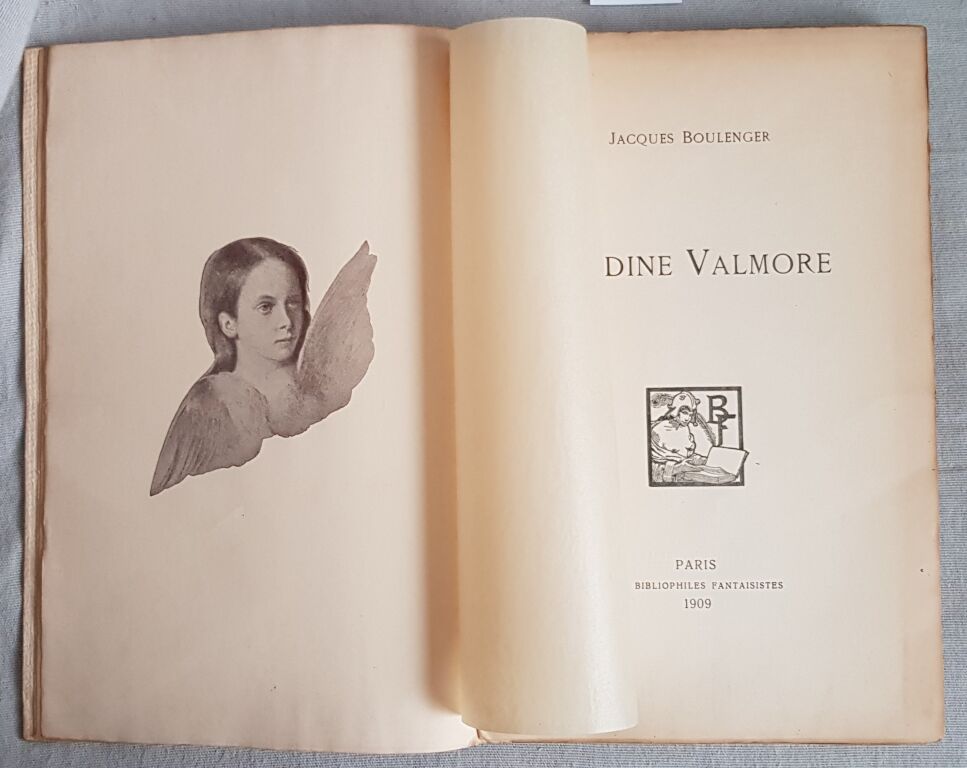 Jacques Boulenger
dine Valmore
BF
PARIS
BIBLIOPHILES FANTAISISTES
1909